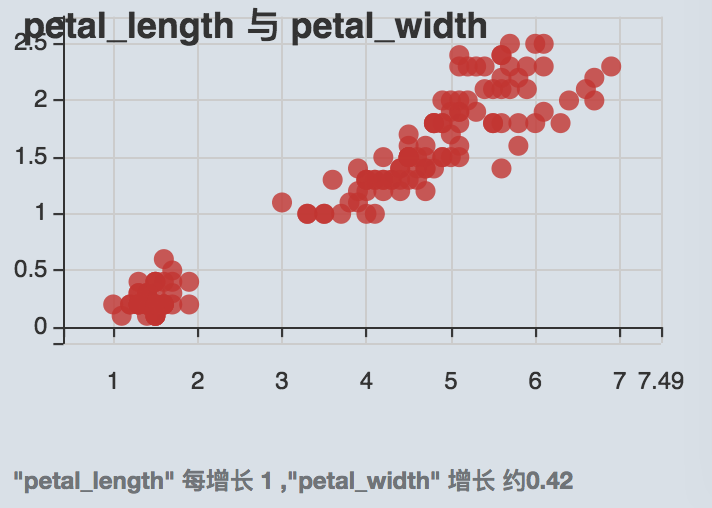 petal_length 与 petal_width
2.5
2
1.5
1
0.5
0
1 2 3 4 5 6 7 7.49
"petal_length" 每增长 1 ,"petal_width" 增长 约0.42